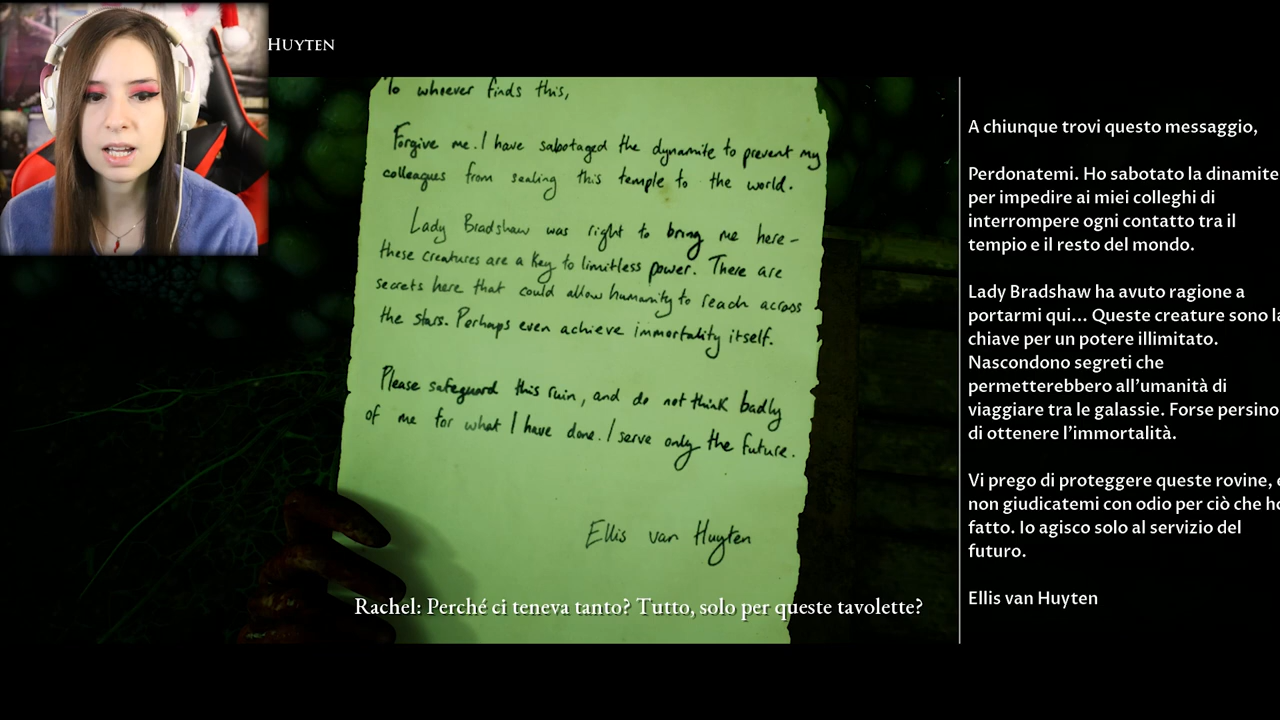 HUYTEN
To whoever finds this,
Forgive me. I have sabotaged the dynamite to prevent my
colleagues from sealing this temple to the world.
Lady Bradshaw was right to bring me here-
these creatures are a key to limitless power. There are
secrets here that could allow humanity to reach across
the stars. Perhaps even achieve immortality itself.
Please safeguard this ruin, and do not think badly
of me for what I have done. I serve only the future.
Ellis van Huyten
Rachel: Perché ci teneva tanto? Tutto, solo per queste tavolette?
A chiunque trovi questo messaggio,
Perdonatemi. Ho sabotato la dinamite
per impedire ai miei colleghi di
interrompere ogni contatto tra il
tempio e il resto del mondo.
Lady Bradshaw ha avuto ragione a
portarmi qui... Queste creature sono la
chiave per un potere illimitato.
Nascondono segreti che
permetterebbero all'umanità di
viaggiare tra le galassie. Forse persino
di ottenere l'immortalità.
Vi prego di proteggere queste rovine, e
non giudicatemi con odio per ciò che ho
fatto. Io agisco solo al servizio del
futuro.
Ellis van Huyten